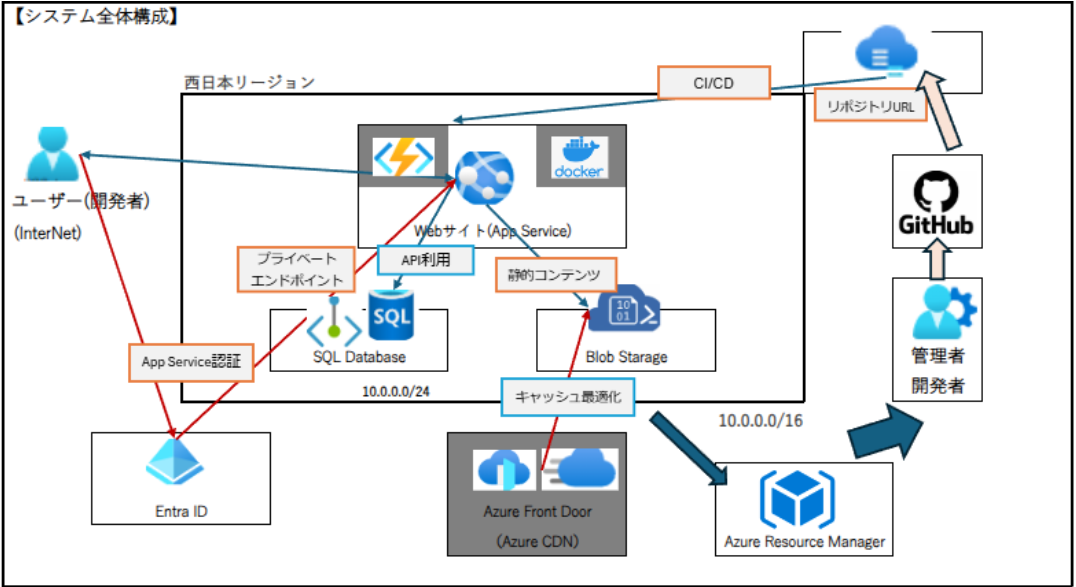 【システム全体構成】
西日本リージョン
CI/CD
リポジトリURL
docker
ユーザー(開発者)
(InterNet)
Webサイト(App Service)
GitHub
プライベート
エンドポイント
API利用
静的コンテンツ
SQL
10
01
SQL Database
Blob Starage
管理者
開発者
App Service認証
10.0.0.0/24
キャッシュ最適化
10.0.0.0/16
Entra ID
Azure Front Door
(Azure CDN)
Azure Resource Manager